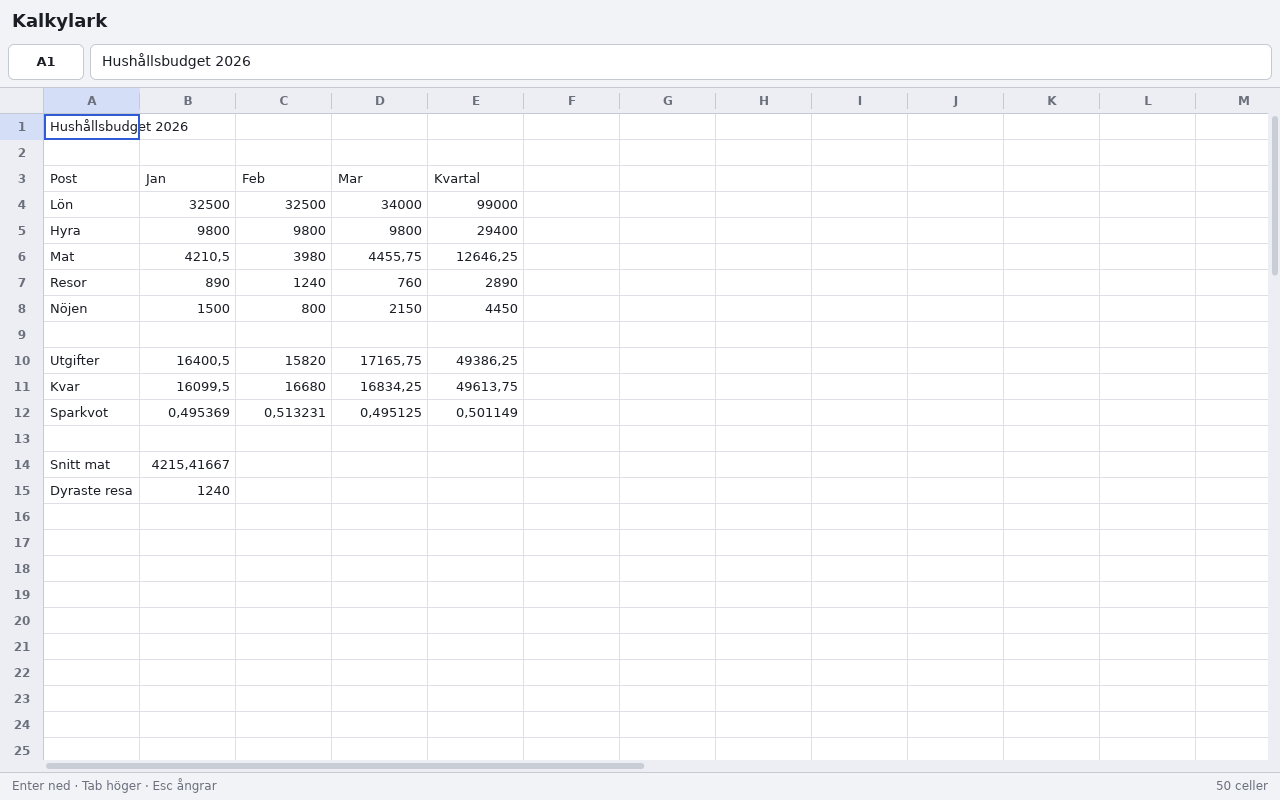 Kalkylark
A1 Hushållsbudget 2026
A B C D E F G H I J K L M
1 Hushållsbudget 2026
2
3 Post Jan Feb Mar Kvartal
4 Lön 32500 32500 34000 99000
5 Hyra 9800 9800 9800 29400
6 Mat 4210,5 3980 4455,75 12646,25
7 Resor 890 1240 760 2890
8 Nöjen 1500 800 2150 4450
9
10 Utgifter 16400,5 15820 17165,75 49386,25
11 Kvar 16099,5 16680 16834,25 49613,75
12 Sparkvot 0,495369 0,513231 0,495125 0,501149
13
14 Snitt mat 4215,41667
15 Dyraste resa 1240
16
17
18
19
20
21
22
23
24
25
Enter ned · Tab höger · Esc ångrar 50 celler